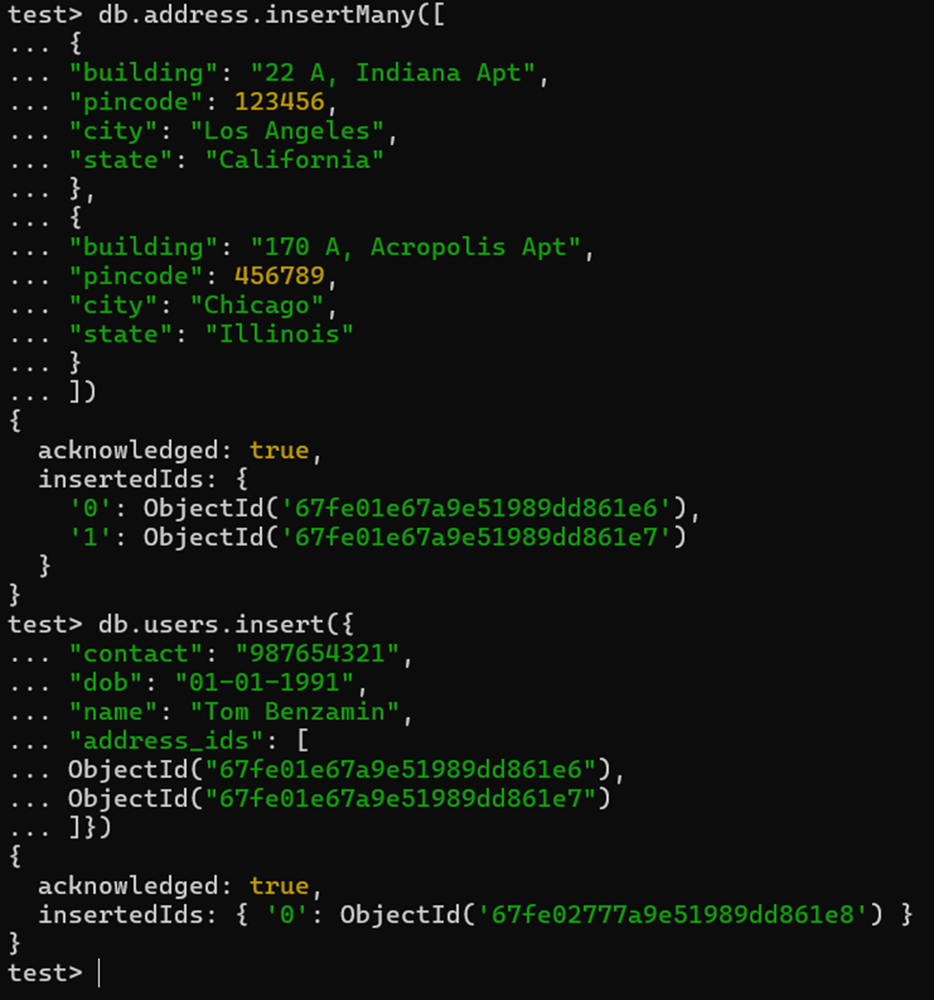 test> db.address.insertMany([
... {
... "building": "22 A, Indiana Apt",
... "pincode": 123456,
... "city": "Los Angeles",
... "state": "California"
... },
... {
... "building": "170 A, Acropolis Apt",
... "pincode": 456789,
... "city": "Chicago",
... "state": "Illinois"
... }
... ])
{
  acknowledged: true,
  insertedIds: {
    '0': ObjectId('67fe01e67a9e51989dd861e6'),
    '1': ObjectId('67fe01e67a9e51989dd861e7')
  }
}
test> db.users.insert({
... "contact": "987654321",
... "dob": "01-01-1991",
... "name": "Tom Benzamin",
... "address_ids": [
... ObjectId("67fe01e67a9e51989dd861e6"),
... ObjectId("67fe01e67a9e51989dd861e7")
... ]})
{
  acknowledged: true,
  insertedIds: { '0': ObjectId('67fe02777a9e51989dd861e8') }
}
test>